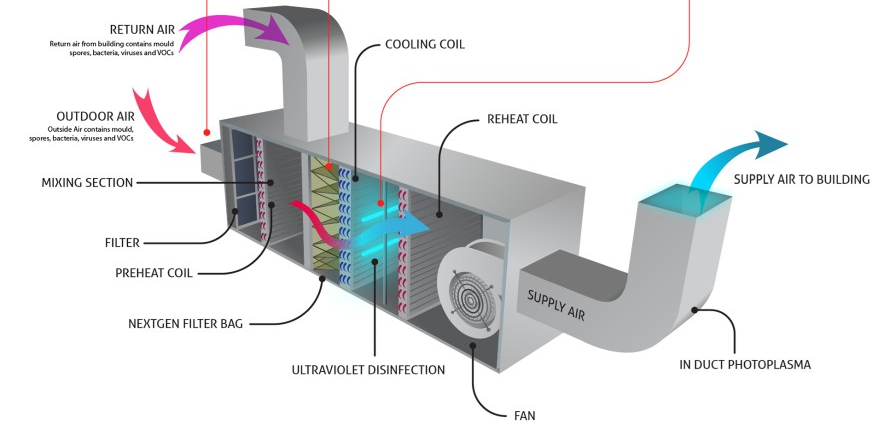 RETURN AIR
Return air from building contains mould
spores, bacteria, viruses and VOCs
COOLING COIL
OUTDOOR AIR
Outside Air contains mould,
spores, bacteria, viruses and VOCs
REHEAT COIL
MIXING SECTION
SUPPLY AIR TO BUILDING
FILTER
PREHEAT COIL
SUPPLY AIR
NEXTGEN FILTER BAG
ULTRAVIOLET DISINFECTION
IN DUCT PHOTOPLASMA
FAN